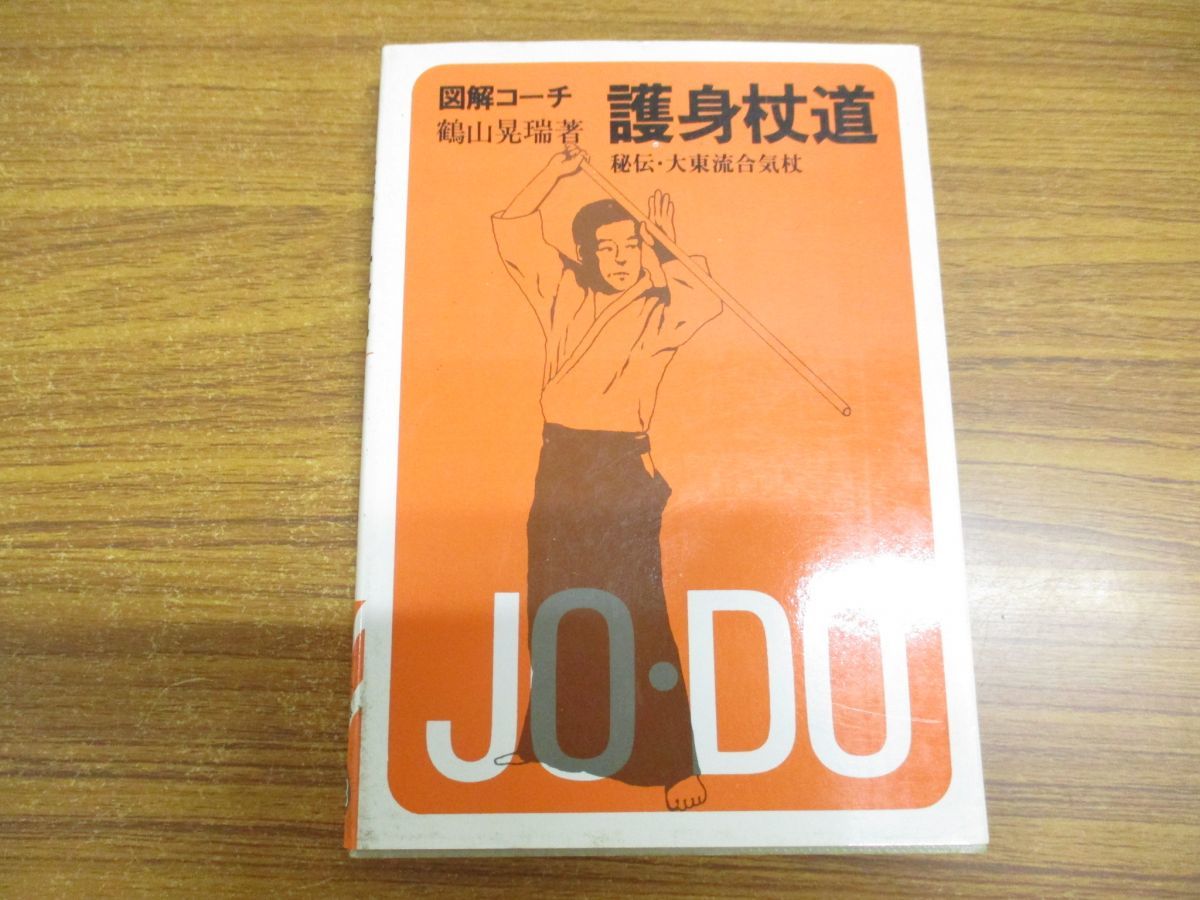 図解コーチ
護身杖道
鶴山晃瑞著
秘伝・大東流合気杖
JO・DO